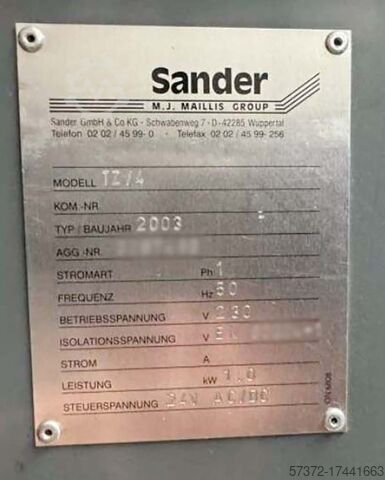 Sander
M.J. MAILLIS GROUP
Sander GmbH & Co KG · Schwabenweg 7 · D-42285 Wuppertal
Telefon 02 02 / 45 99- 0 · Telefax 02 02 / 45 99- 256
MODELL TZ/4
KOM.-NR.
TYP / BAUJAHR 2003
AGG.-NR.
STROMART Ph 1
FREQUENZ Hz 50
BETRIEBSSPANNUNG V 230
ISOLATIONSSPANNUNG V
STROM A
LEISTUNG kW 1.0
STEUERSPANNUNG 24V AC/DC
57372-17441663